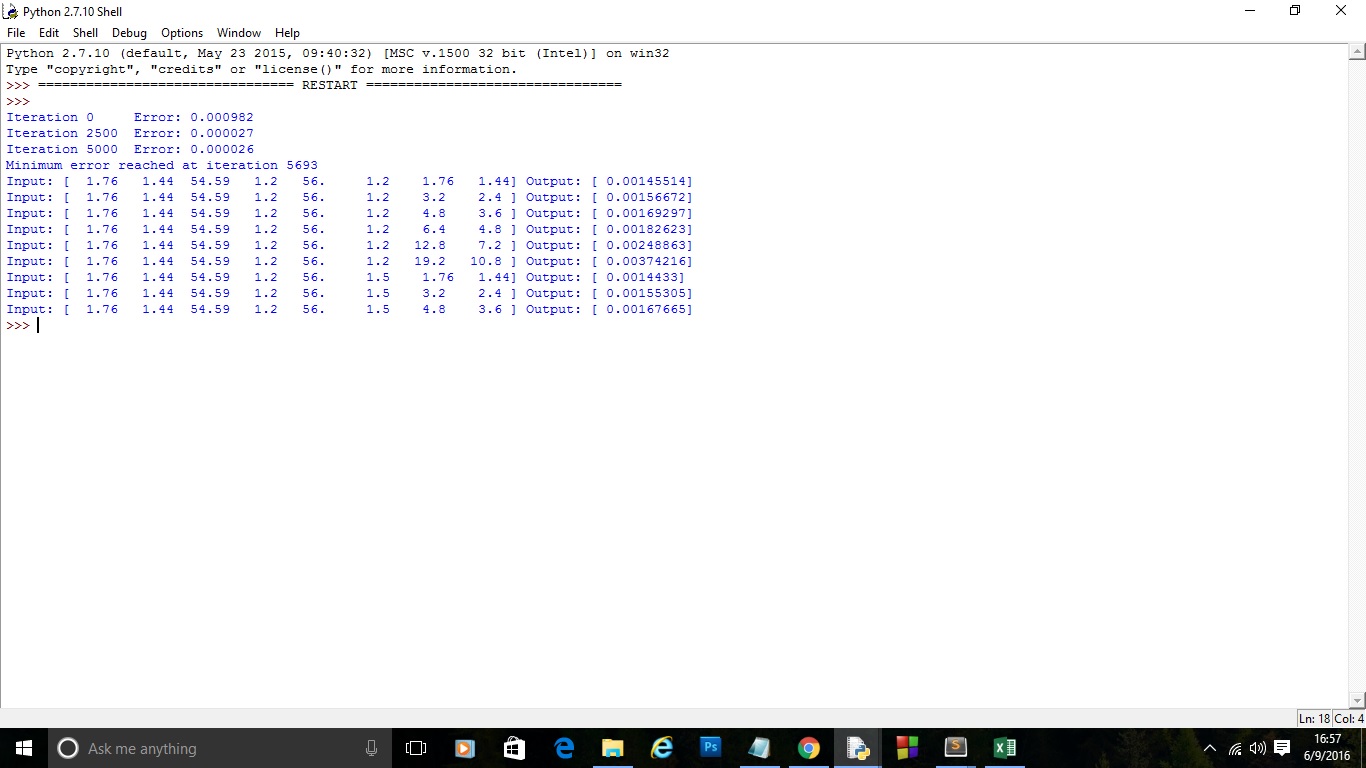 Python 2.7.10 Shell
File Edit Shell Debug Options Window Help
Python 2.7.10 (default, May 23 2015, 09:40:32) [MSC v.1500 32 bit (Intel)] on win32
Type "copyright", "credits" or "license()" for more information.
>>> ================================ RESTART ================================
>>>
Iteration 0     Error: 0.000982
Iteration 2500  Error: 0.000027
Iteration 5000  Error: 0.000026
Minimum error reached at iteration 5693
Input: [  1.76   1.44  54.59   1.2   56.     1.2    1.76   1.44] Output: [ 0.00145514]
Input: [  1.76   1.44  54.59   1.2   56.     1.2    3.2    2.4 ] Output: [ 0.00156672]
Input: [  1.76   1.44  54.59   1.2   56.     1.2    4.8    3.6 ] Output: [ 0.00169297]
Input: [  1.76   1.44  54.59   1.2   56.     1.2    6.4    4.8 ] Output: [ 0.00182623]
Input: [  1.76   1.44  54.59   1.2   56.     1.2   12.8    7.2 ] Output: [ 0.00248863]
Input: [  1.76   1.44  54.59   1.2   56.     1.2   19.2   10.8 ] Output: [ 0.00374216]
Input: [  1.76   1.44  54.59   1.2   56.     1.5    1.76   1.44] Output: [ 0.0014433]
Input: [  1.76   1.44  54.59   1.2   56.     1.5    3.2    2.4 ] Output: [ 0.00155305]
Input: [  1.76   1.44  54.59   1.2   56.     1.5    4.8    3.6 ] Output: [ 0.00167665]
>>>
Ln: 18 Col: 4
Ask me anything
Ps
S
16:57
6/9/2016